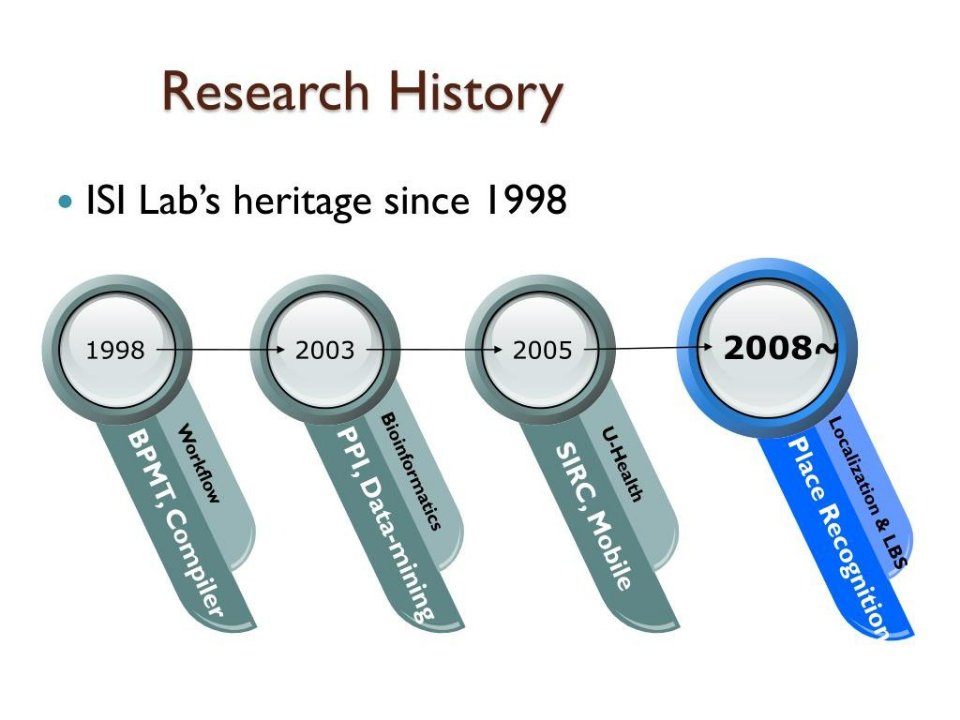 Research History
ISI Lab’s heritage since 1998
1998
2003
2005
2008~
Workflow
BPMT, Compiler
Bioinformatics
PPI, Data-mining
U-Health
SIRC, Mobile
Localization & LBS
Place Recognition